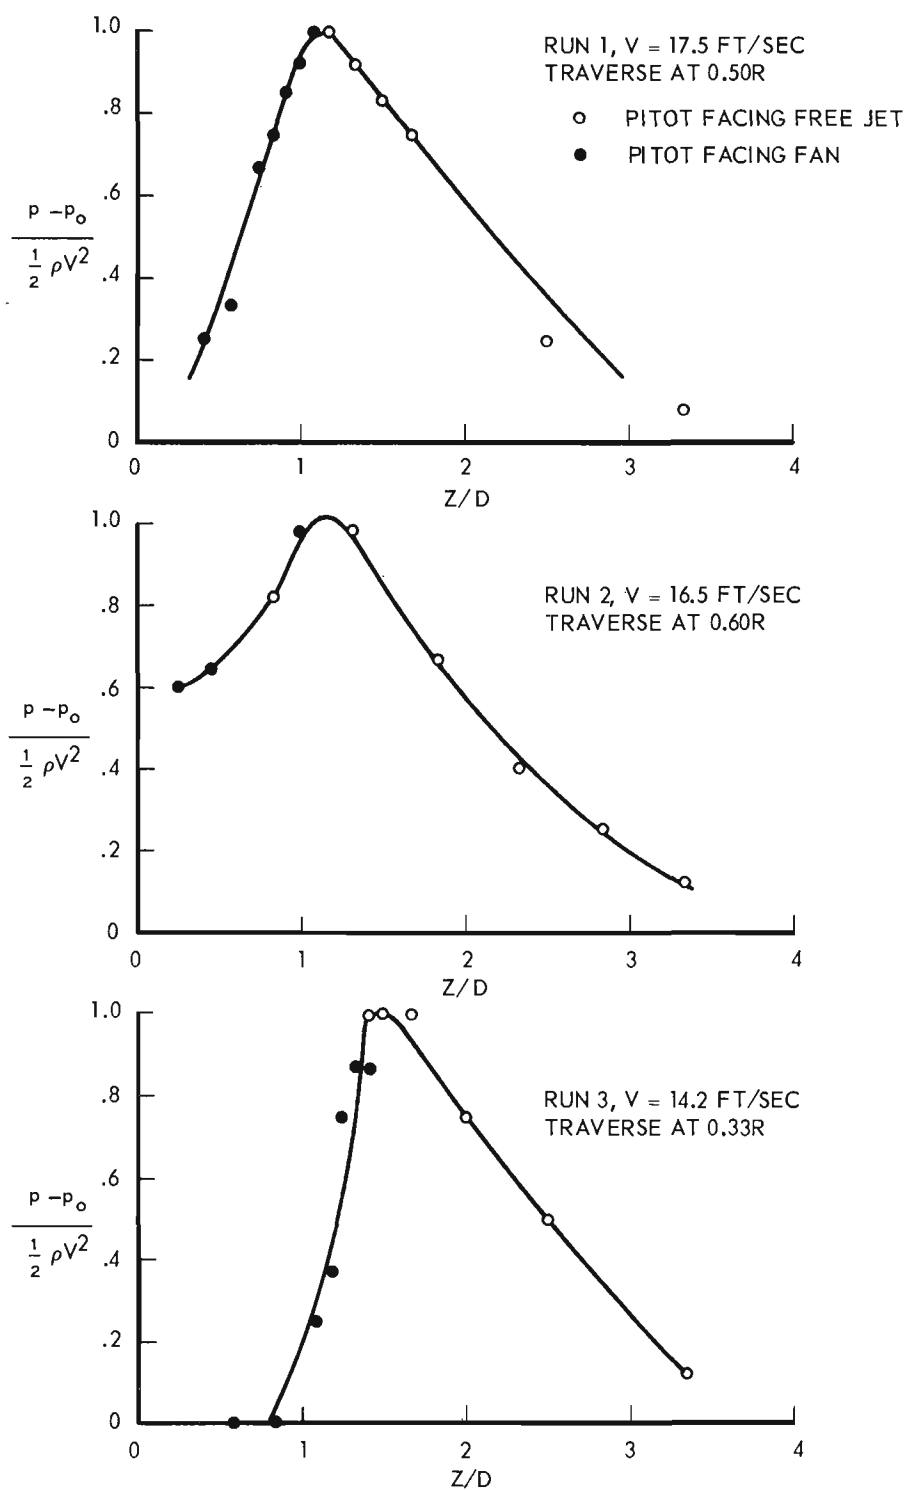 1.0
RUN 1, V = 17.5 FT/SEC
TRAVERSE AT 0.50R
○ PITOT FACING FREE JET
● PITOT FACING FAN
.8
.6
p - p₀
½ ρV²
.4
.2
0
0 1 2 3 4
Z/D
1.0
RUN 2, V = 16.5 FT/SEC
TRAVERSE AT 0.60R
.8
.6
p - p₀
½ ρV²
.4
.2
0
0 1 2 3 4
Z/D
1.0
RUN 3, V = 14.2 FT/SEC
TRAVERSE AT 0.33R
.8
.6
p - p₀
½ ρV²
.4
.2
0
0 1 2 3 4
Z/D